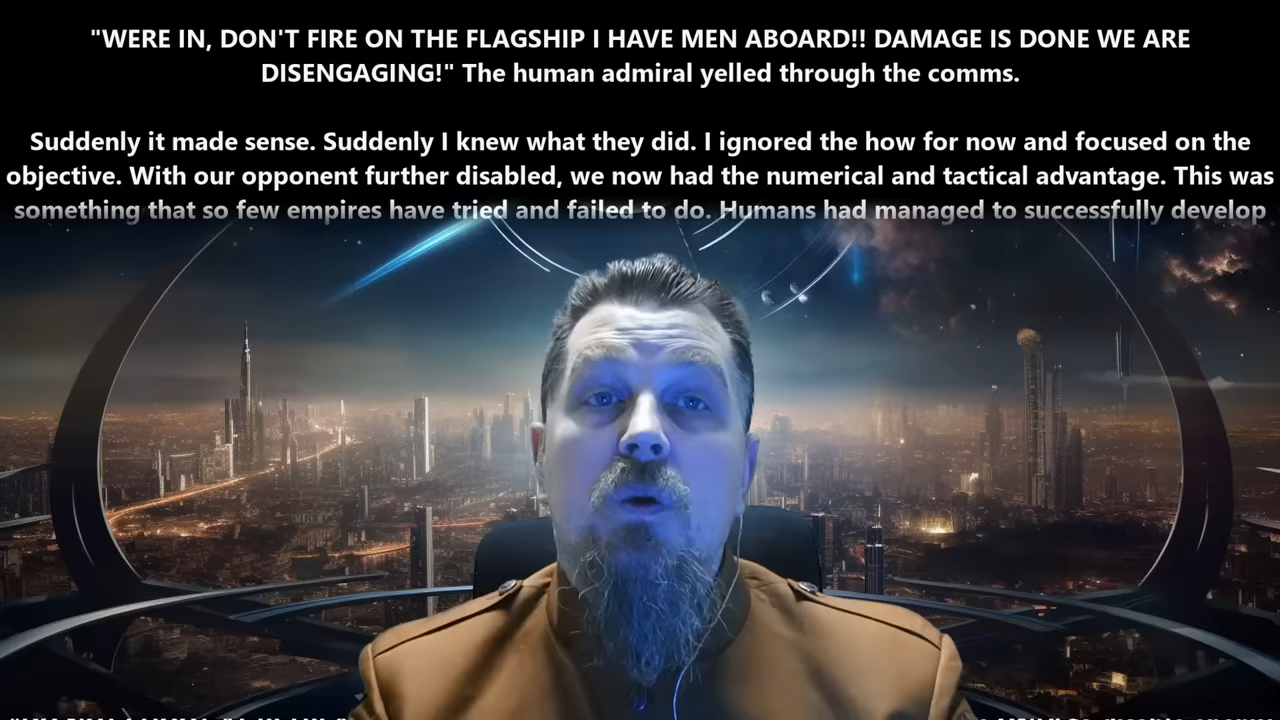 "WERE IN, DON'T FIRE ON THE FLAGSHIP I HAVE MEN ABOARD!! DAMAGE IS DONE WE ARE
DISENGAGING!" The human admiral yelled through the comms.
Suddenly it made sense. Suddenly I knew what they did. I ignored the how for now and focused on the
objective. With our opponent further disabled, we now had the numerical and tactical advantage. This was
something that so few empires have tried and failed to do. Humans had managed to successfully develop